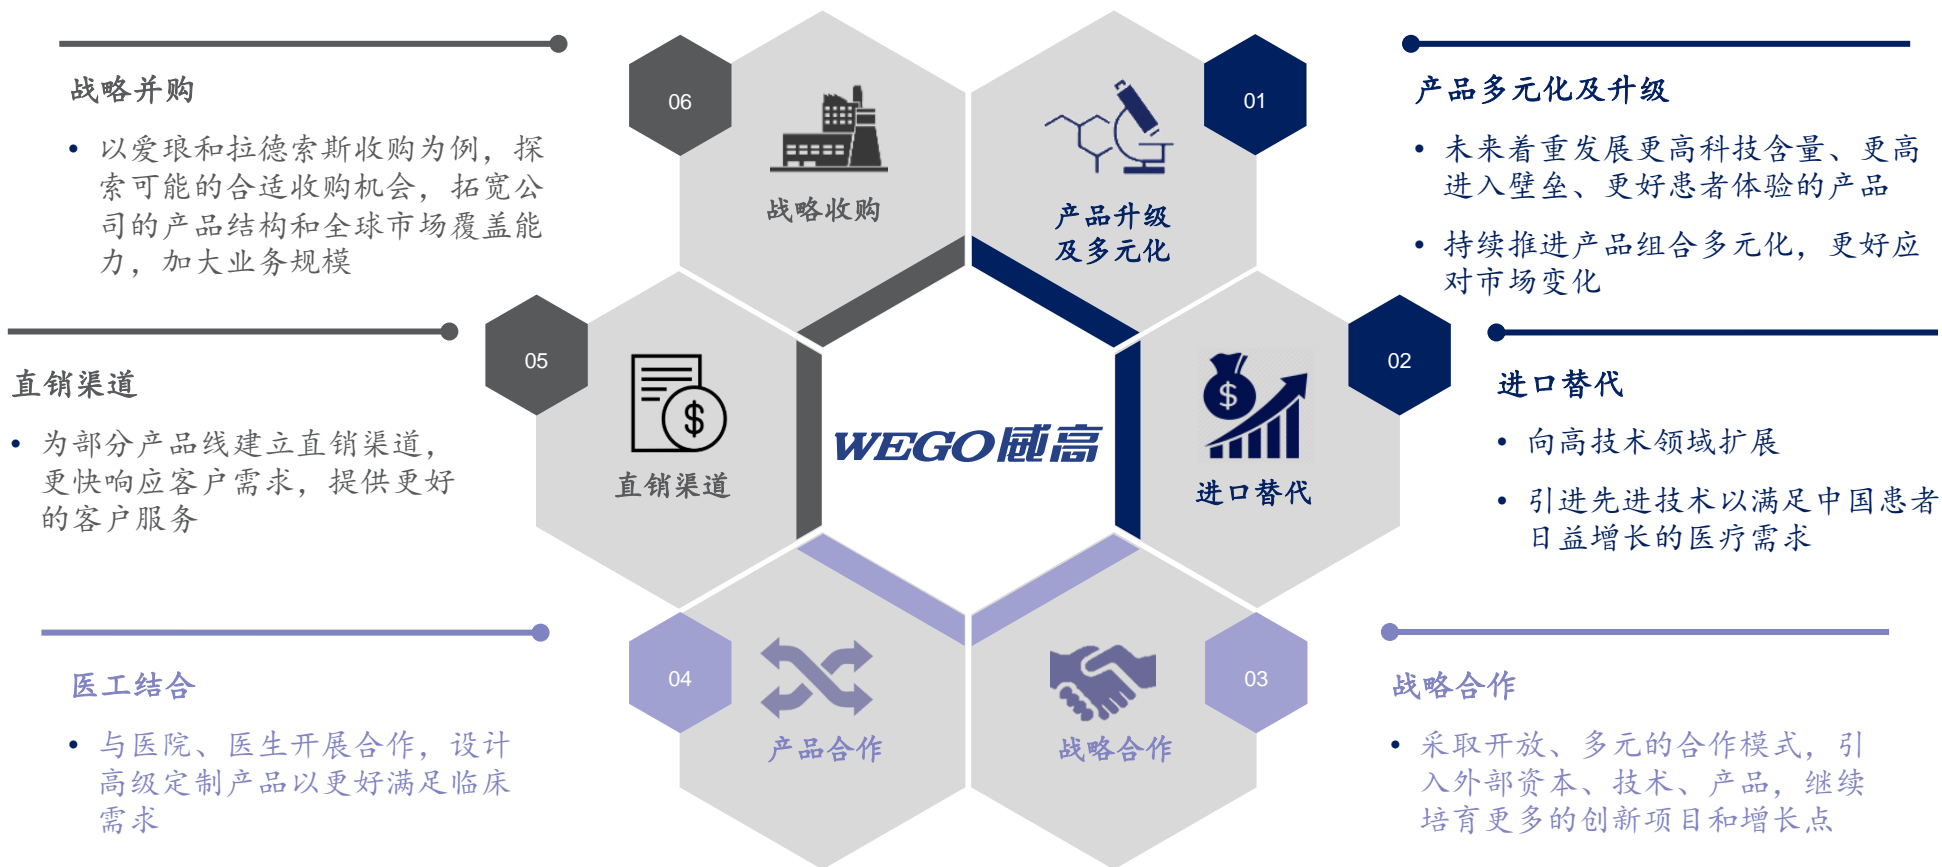 战略并购
• 以爱琅和拉德索斯收购为例，探
索可能的合适收购机会，拓宽公
司的产品结构和全球市场覆盖能
力，加大业务规模
06
战略收购
01
产品升级
及多元化
产品多元化及升级
• 未来着重发展更高科技含量、更高
进入壁垒、更好患者体验的产品
• 持续推进产品组合多元化，更好应
对市场变化
直销渠道
• 为部分产品线建立直销渠道，
更快响应客户需求，提供更好
的客户服务
05
$
直销渠道
WEGO威高
02
$
进口替代
进口替代
• 向高技术领域扩展
• 引进先进技术以满足中国患者
日益增长的医疗需求
医工结合
• 与医院、医生开展合作，设计
高级定制产品以更好满足临床
需求
04
产品合作
03
战略合作
战略合作
• 采取开放、多元的合作模式，引
入外部资本、技术、产品，继续
培育更多的创新项目和增长点